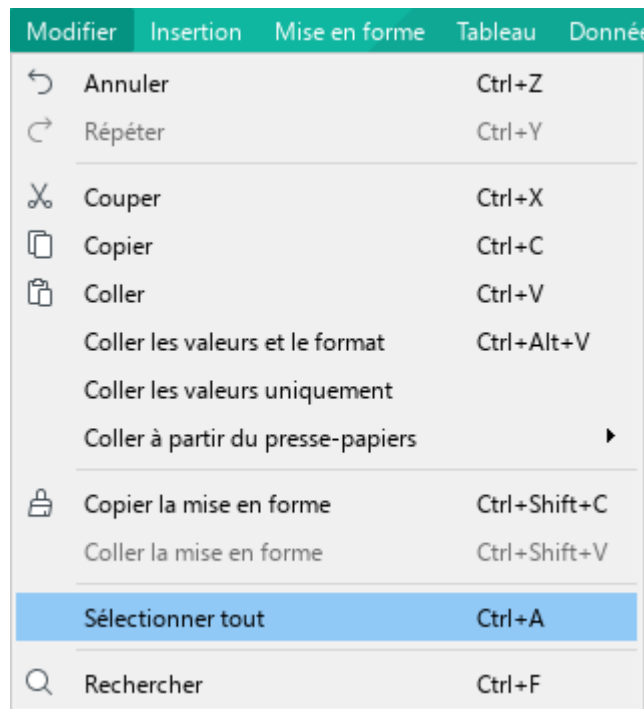 Modifier Insertion Mise en forme Tableau Donnée
Annuler Ctrl+Z
Répéter Ctrl+Y
Couper Ctrl+X
Copier Ctrl+C
Coller Ctrl+V
Coller les valeurs et le format Ctrl+Alt+V
Coller les valeurs uniquement
Coller à partir du presse-papiers
Copier la mise en forme Ctrl+Shift+C
Coller la mise en forme Ctrl+Shift+V
Sélectionner tout Ctrl+A
Rechercher Ctrl+F